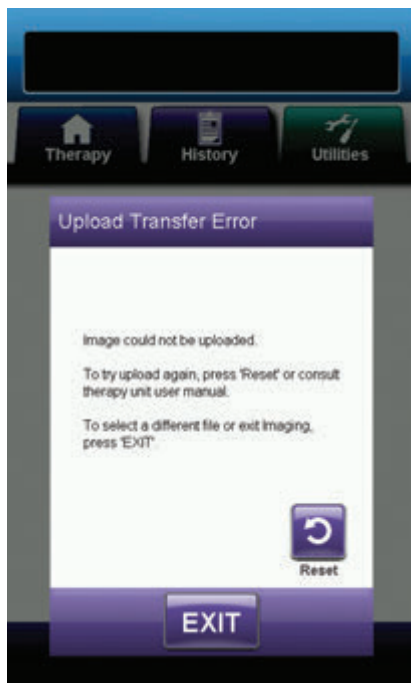 Therapy History Utilities
Upload Transfer Error
Image could not be uploaded.
To try upload again, press 'Reset' or consult
therapy unit user manual.
To select a different file or exit Imaging,
press 'EXIT'
Reset
EXIT